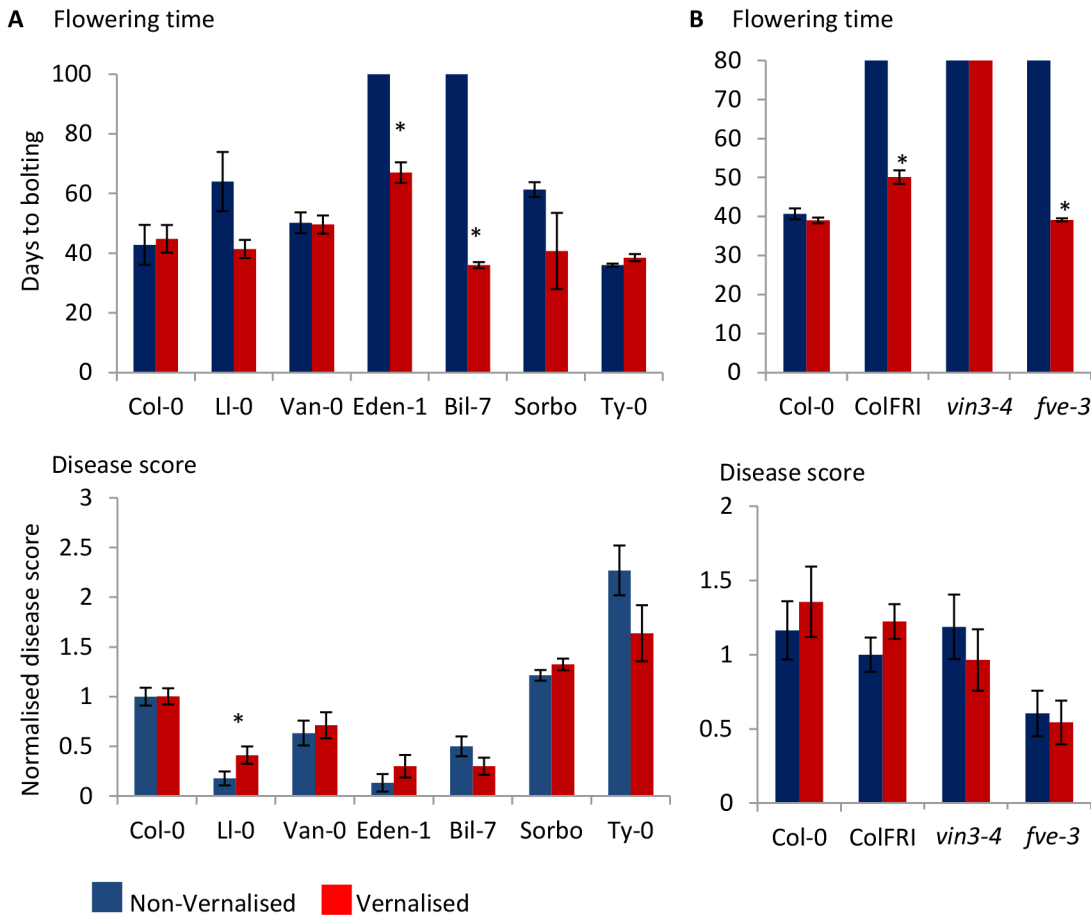 A Flowering time
Days to bolting
100
80
60
40
20
0
*
*
Col-0 Ll-0 Van-0 Eden-1 Bil-7 Sorbo Ty-0
B Flowering time
80
70
60
50
40
30
20
10
0
*
*
Col-0 ColFRI vin3-4 fve-3
Disease score
Normalised disease score
3
2.5
2
1.5
1
0.5
0
*
Col-0 Ll-0 Van-0 Eden-1 Bil-7 Sorbo Ty-0
Disease score
2
1.5
1
0.5
0
Col-0 ColFRI vin3-4 fve-3
Non-Vernalised Vernalised